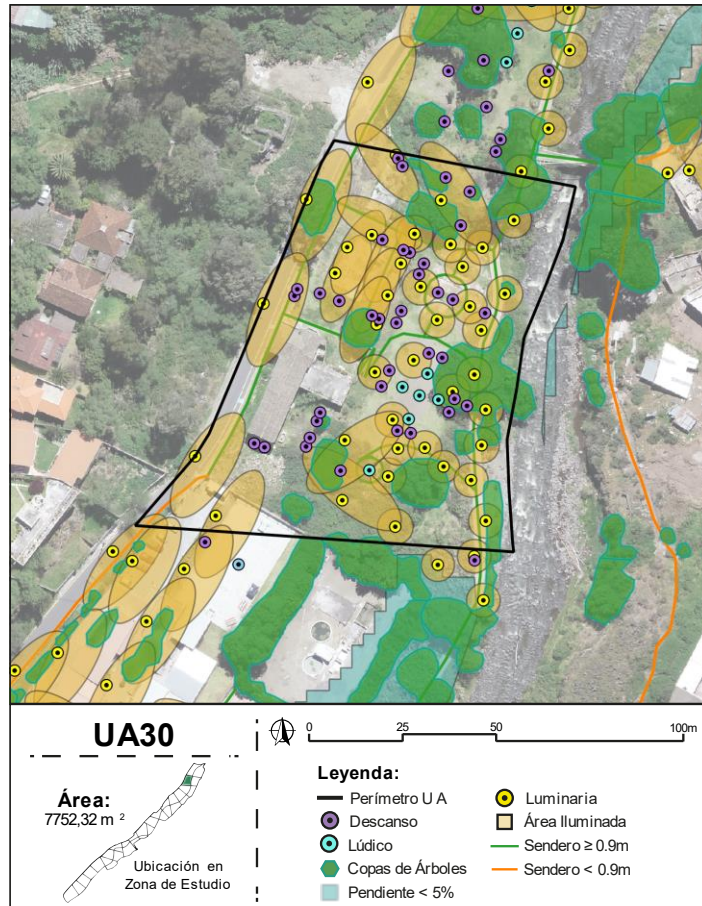 UA30
Área:
7752,32 m 2
Ubicación en
Zona de Estudio
0 25 50 100m
Leyenda:
Perímetro U A
Descanso
Lúdico
Copas de Árboles
Pendiente < 5%
Luminaria
Área Iluminada
Sendero ≥ 0.9m
Sendero < 0.9m